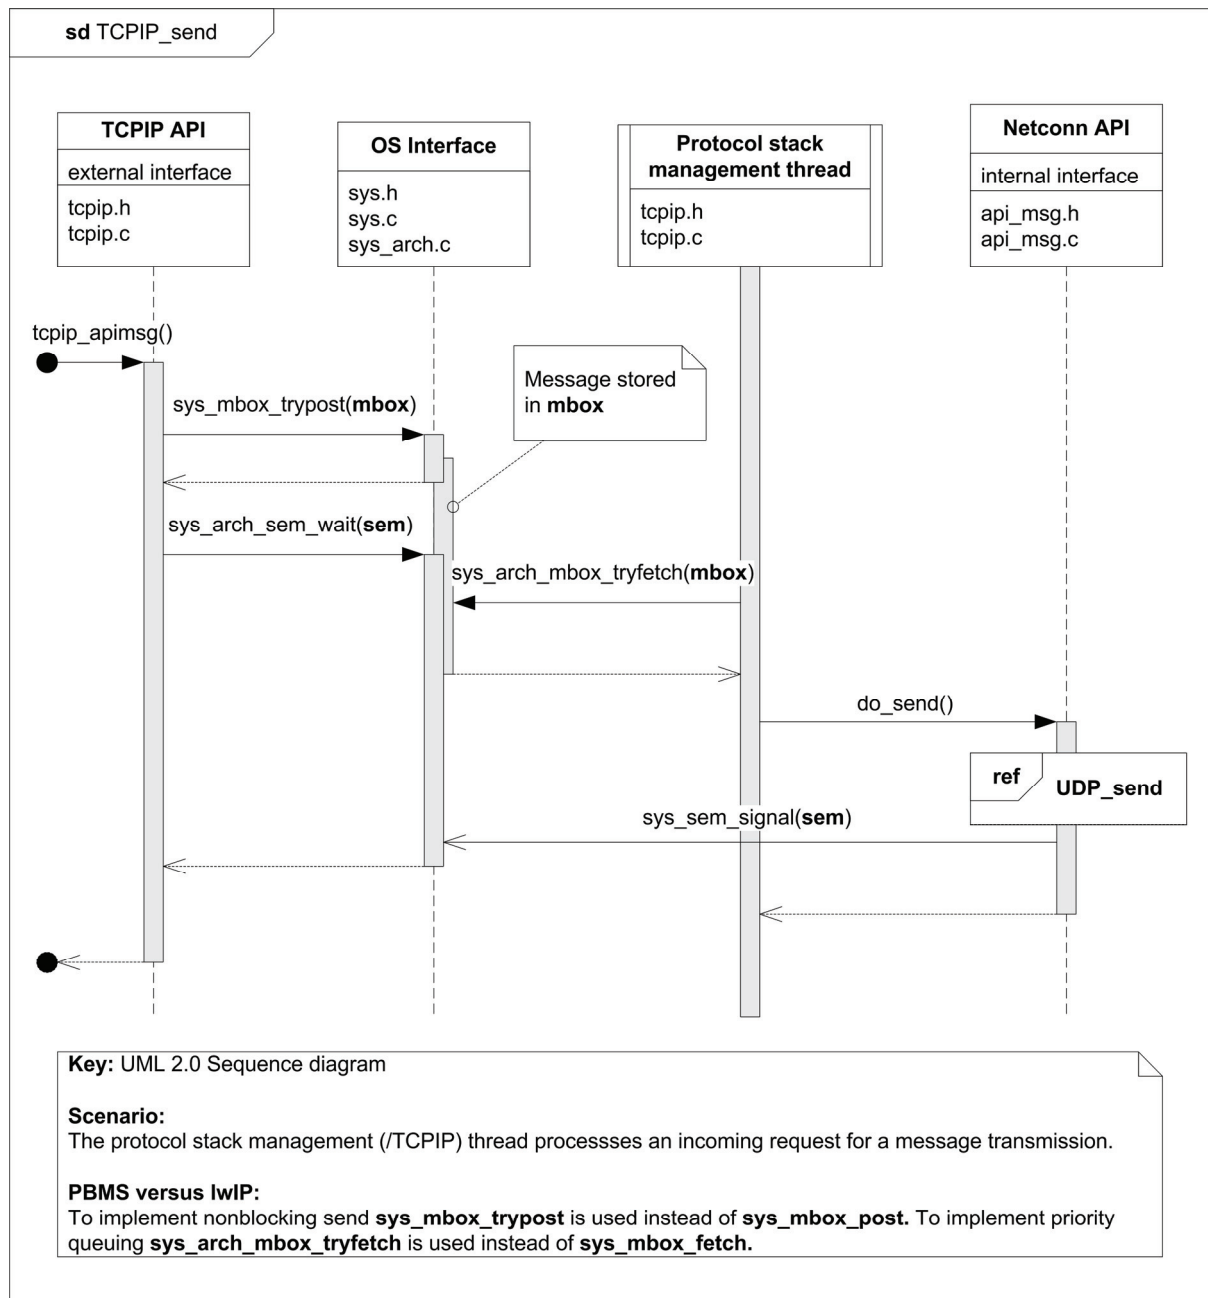 sd TCPIP_send
TCPIP API
external interface
tcpip.h
tcpip.c
OS Interface
sys.h
sys.c
sys_arch.c
Protocol stack
management thread
tcpip.h
tcpip.c
Netconn API
internal interface
api_msg.h
api_msg.c
tcpip_apimsg()
Message stored
in mbox
sys_mbox_trypost(mbox)
sys_arch_sem_wait(sem)
sys_arch_mbox_tryfetch(mbox)
do_send()
ref
UDP_send
sys_sem_signal(sem)
Key: UML 2.0 Sequence diagram
Scenario:
The protocol stack management (/TCPIP) thread processses an incoming request for a message transmission.
PBMS versus lwIP:
To implement nonblocking send sys_mbox_trypost is used instead of sys_mbox_post. To implement priority
queuing sys_arch_mbox_tryfetch is used instead of sys_mbox_fetch.